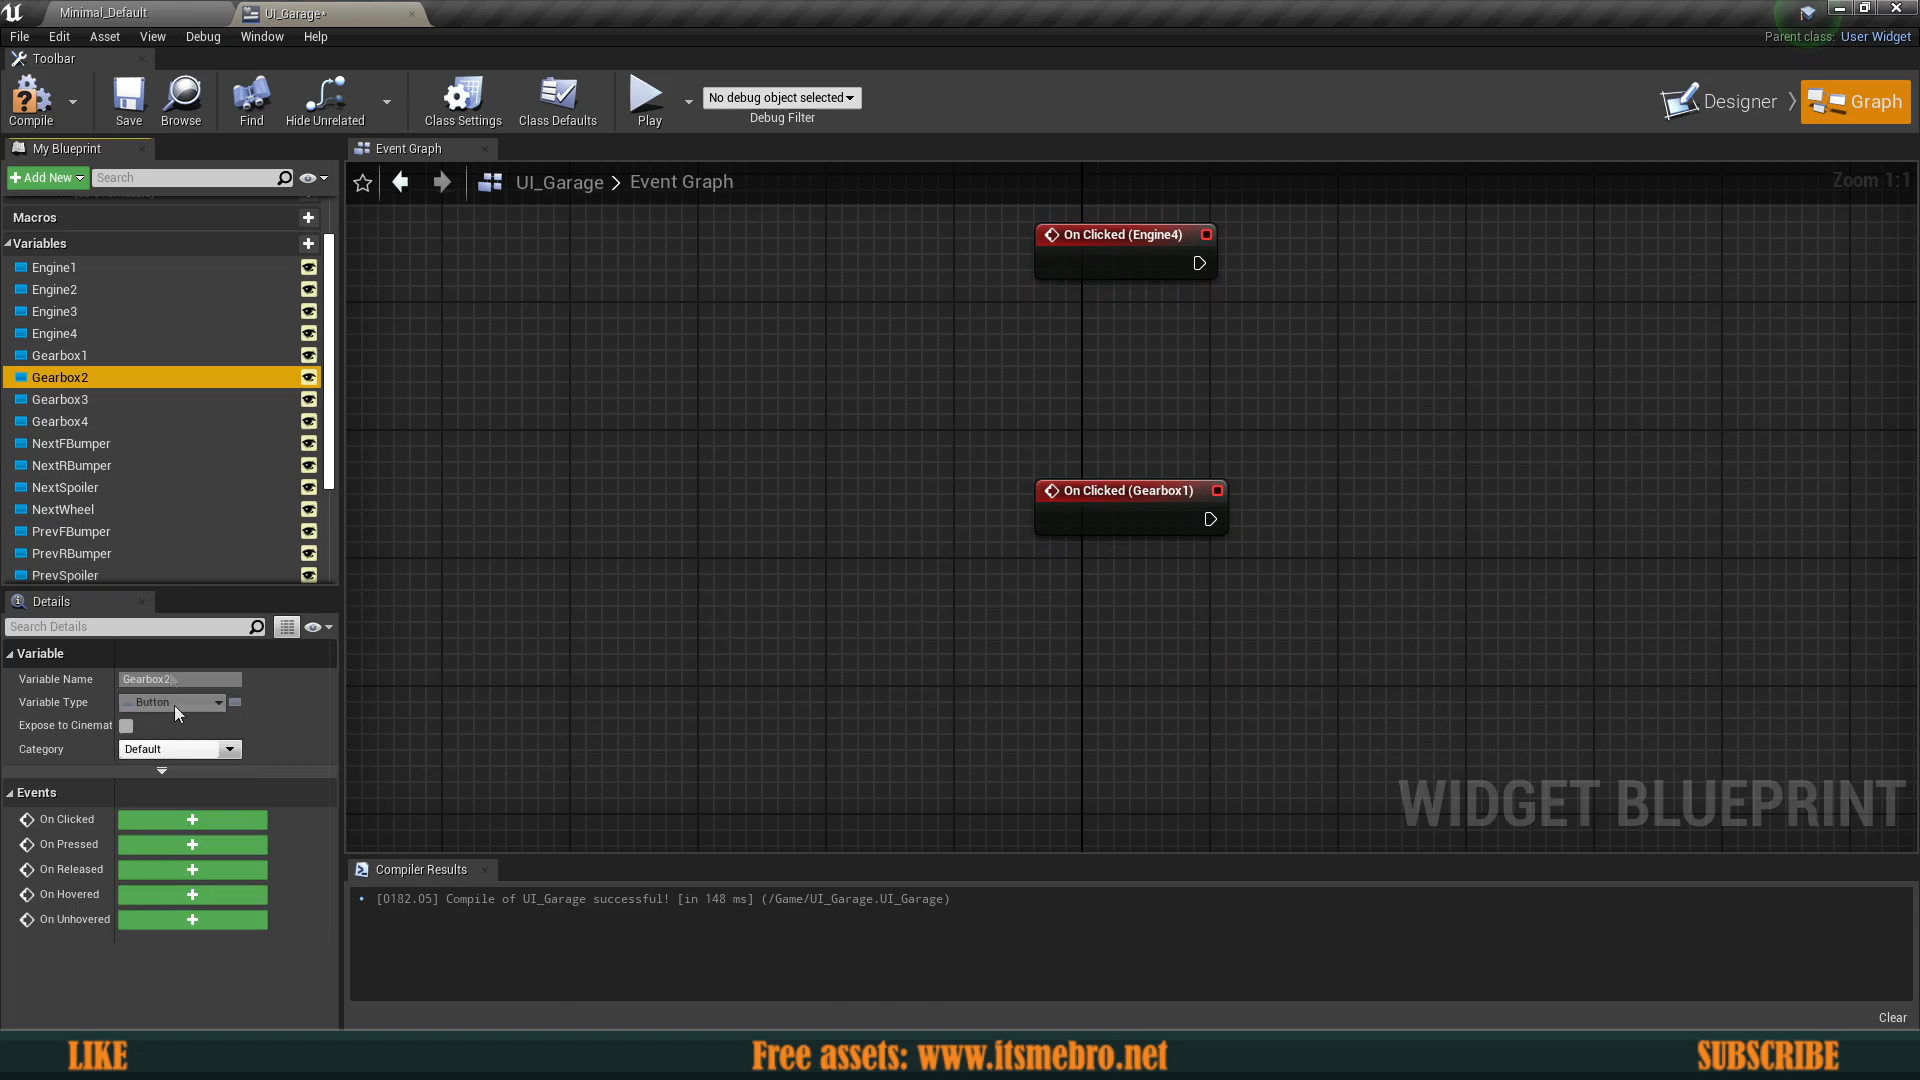 Minimal_Default
UI_Garage*
File Edit Asset View Debug Window Help
Parent class: User Widget
Toolbar
Compile
Save
Browse
Find
Hide Unrelated
Class Settings
Class Defaults
Play
No debug object selected
Debug Filter
Designer
Graph
My Blueprint
Event Graph
Add New
Search
UI_Garage > Event Graph
Zoom 1:1
Macros
Variables
Engine1
Engine2
Engine3
Engine4
Gearbox1
Gearbox2
Gearbox3
Gearbox4
NextFBumper
NextRBumper
NextSpoiler
NextWheel
PrevFBumper
PrevRBumper
PrevSpoiler
On Clicked (Engine4)
On Clicked (Gearbox1)
WIDGET BLUEPRINT
Details
Search Details
Variable
Variable Name Gearbox2
Variable Type Button
Expose to Cinemat
Category Default
Events
On Clicked
On Pressed
On Released
On Hovered
On Unhovered
Compiler Results
[0182.05] Compile of UI_Garage successful! [in 148 ms] (/Game/UI_Garage.UI_Garage)
Clear
LIKE
Free assets: www.itsmebro.net
SUBSCRIBE